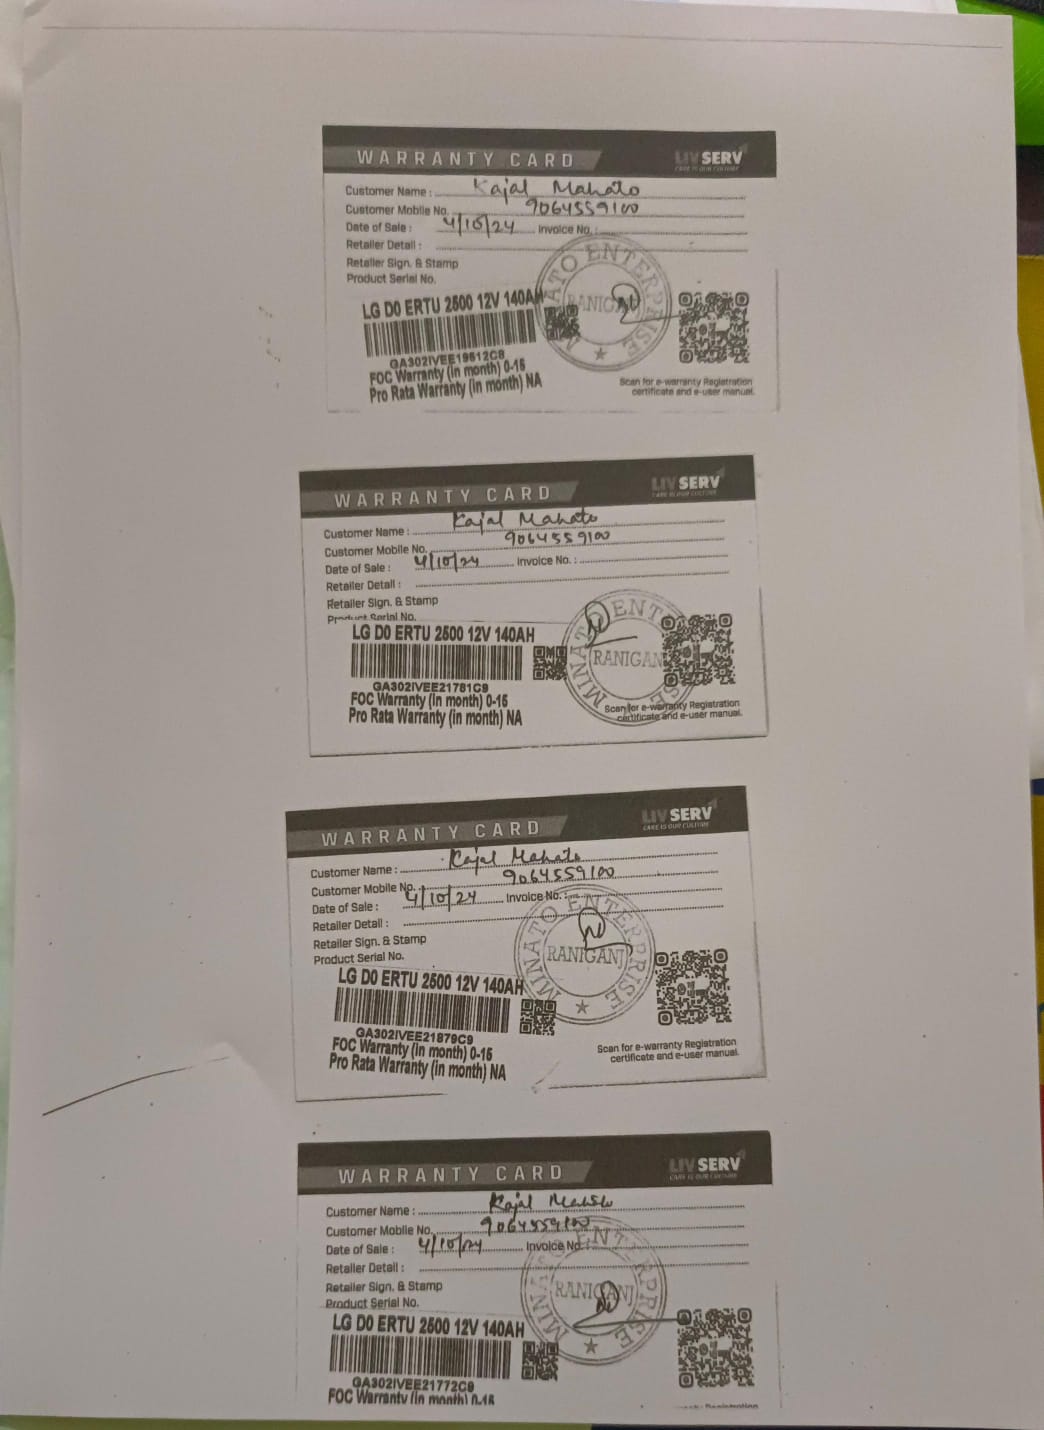 WARRANTY CARD
LIVSERV
CARE IS OUR CULTURE
Customer Name : Kajal Mahato
Customer Mobile No. 9064559100
Date of Sale : 4/10/24 Invoice No. :
Retailer Detail :
Retailer Sign. & Stamp
Product Serial No.
MINATO ENTERPRISE
RANIGANJ
LG D0 ERTU 2500 12V 140AH
GA302IVEE19612C8
FOC Warranty (in month) 0-15
Pro Rata Warranty (in month) NA
Scan for e-warranty Registration
certificate and e-user manual.
WARRANTY CARD
LIVSERV
CARE IS OUR CULTURE
Customer Name : Kajal Mahato
Customer Mobile No. 9064559100
Date of Sale : 4/10/24 Invoice No. :
Retailer Detail :
Retailer Sign. & Stamp
Product Serial No.
MINATO ENTERPRISE
RANIGANJ
LG D0 ERTU 2500 12V 140AH
GA302IVEE21781C9
FOC Warranty (in month) 0-15
Pro Rata Warranty (in month) NA
Scan for e-warranty Registration
certificate and e-user manual.
WARRANTY CARD
LIVSERV
CARE IS OUR CULTURE
Customer Name : Kajal Mahato
Customer Mobile No. 9064559100
Date of Sale : 4/10/24 Invoice No. :
Retailer Detail :
Retailer Sign. & Stamp
Product Serial No.
MINATO ENTERPRISE
RANIGANJ
LG D0 ERTU 2500 12V 140AH
GA302IVEE21879C9
FOC Warranty (in month) 0-15
Pro Rata Warranty (in month) NA
Scan for e-warranty Registration
certificate and e-user manual.
WARRANTY CARD
LIVSERV
CARE IS OUR CULTURE
Customer Name : Kajal Mahato
Customer Mobile No. 9064559100
Date of Sale : 4/10/24 Invoice No. :
Retailer Detail :
Retailer Sign. & Stamp
Product Serial No.
MINATO ENTERPRISE
RANIGANJ
LG D0 ERTU 2500 12V 140AH
GA302IVEE21772C9
FOC Warranty (in month) 0-15